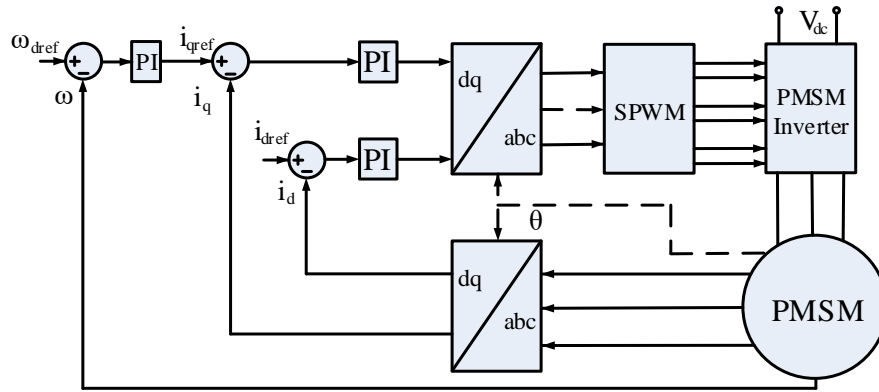 V_dc
ω_dref
+
−
PI
i_qref
+
−
PI
dq
abc
SPWM
PMSM
Inverter
ω
i_q
i_dref
+
−
PI
i_d
θ
dq
abc
PMSM